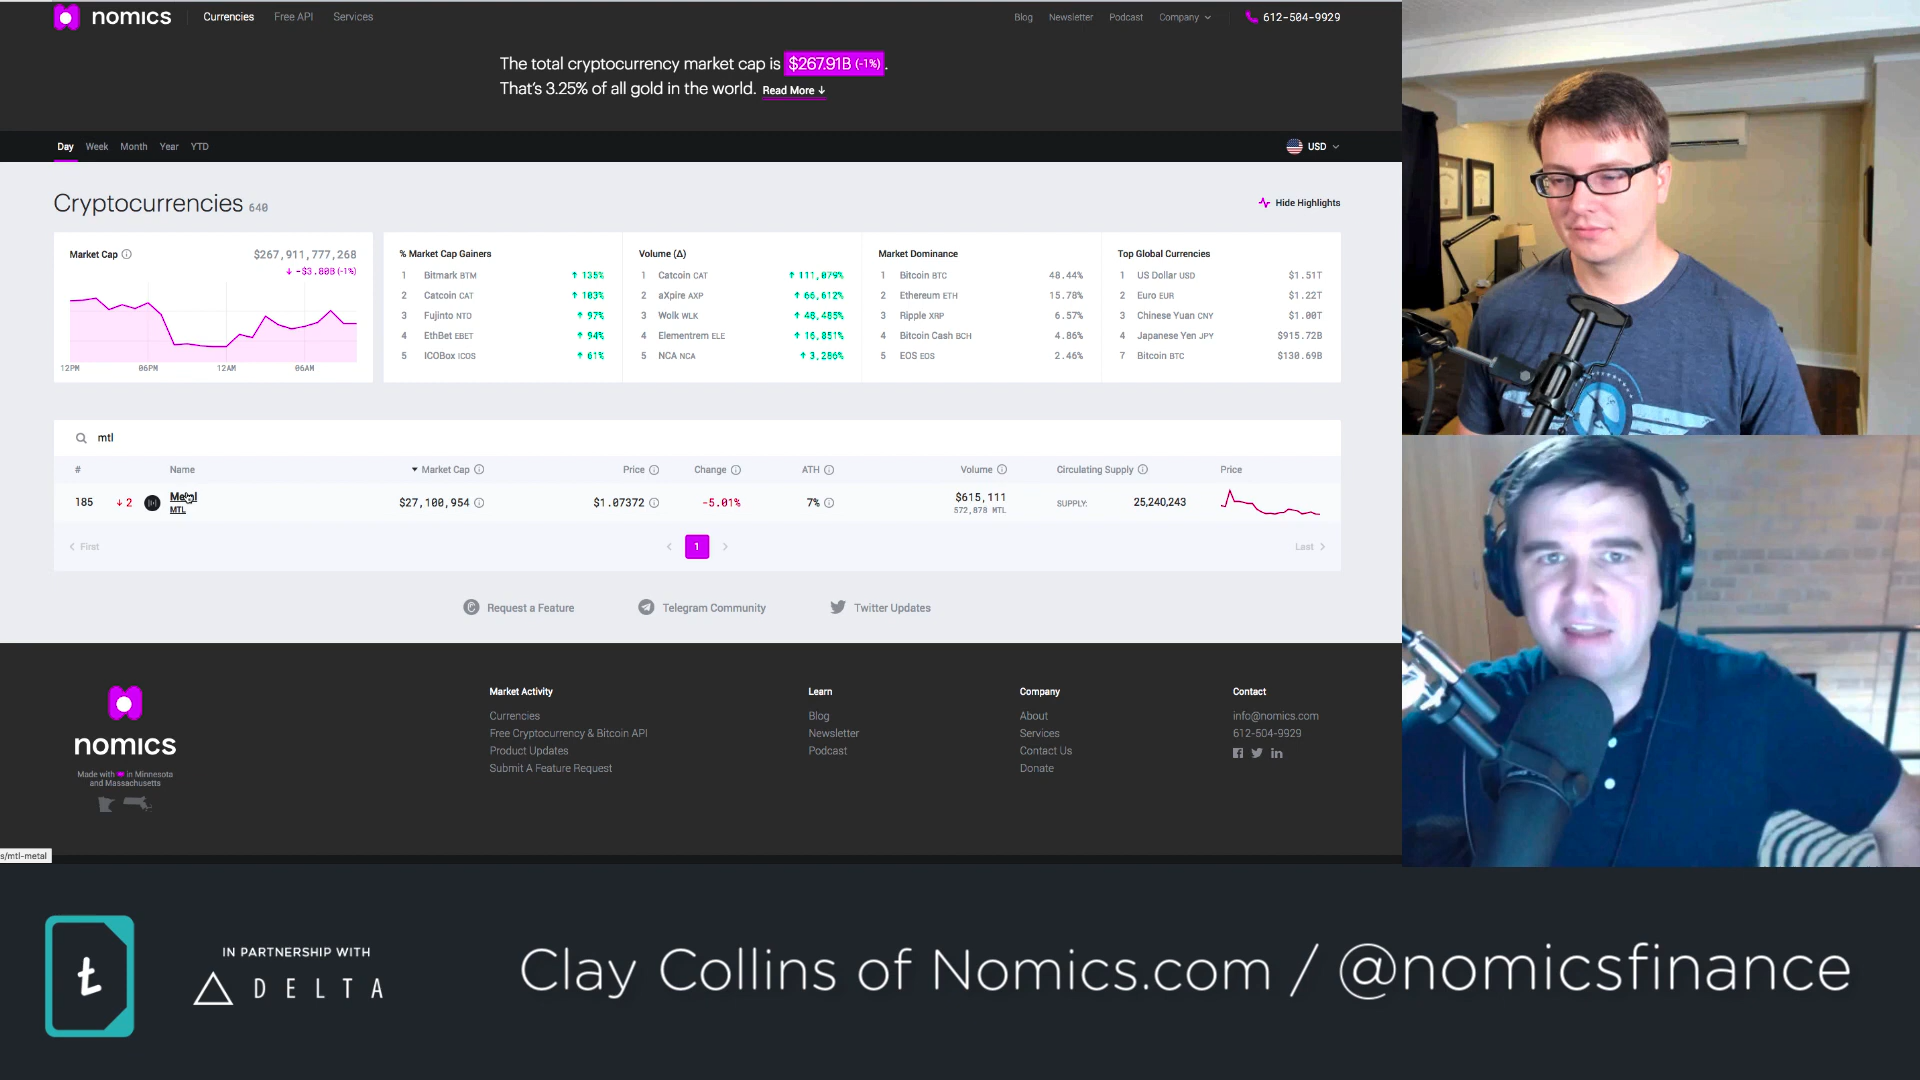 nomics
Currencies Free API Services
Blog Newsletter Podcast Company 612-504-9929
The total cryptocurrency market cap is $267.91B (-1%).
That's 3.25% of all gold in the world. Read More ↓
Day Week Month Year YTD
USD
Cryptocurrencies 640
Hide Highlights
Market Cap $267,911,777,268
↓ -$3.80B (-1%)
12PM 06PM 12AM 06AM
% Market Cap Gainers
1 Bitmark BTM ↑ 135%
2 Catcoin CAT ↑ 103%
3 Fujinto NTO ↑ 97%
4 EthBet EBET ↑ 94%
5 ICOBox ICOS ↑ 61%
Volume (Δ)
1 Catcoin CAT ↑ 111,079%
2 aXpire AXP ↑ 66,612%
3 Wolk WLK ↑ 48,485%
4 Elementrem ELE ↑ 16,851%
5 NCA NCA ↑ 3,286%
Market Dominance
1 Bitcoin BTC 48.44%
2 Ethereum ETH 15.78%
3 Ripple XRP 6.57%
4 Bitcoin Cash BCH 4.86%
5 EOS EOS 2.46%
Top Global Currencies
1 US Dollar USD $1.51T
2 Euro EUR $1.22T
3 Chinese Yuan CNY $1.00T
4 Japanese Yen JPY $915.72B
7 Bitcoin BTC $130.69B
mtl
# Name Market Cap Price Change ATH Volume Circulating Supply Price
185 ↓ 2 Metal $27,100,954 $1.07372 -5.01% 7% $615,111 SUPPLY: 25,240,243
MTL 572,878 MTL
First 1 Last
Request a Feature Telegram Community Twitter Updates
nomics
Made with in Minnesota
and Massachusetts
Market Activity
Currencies
Free Cryptocurrency & Bitcoin API
Product Updates
Submit A Feature Request
Learn
Blog
Newsletter
Podcast
Company
About
Services
Contact Us
Donate
Contact
info@nomics.com
612-504-9929
s/mtl-metal
IN PARTNERSHIP WITH
DELTA
Clay Collins of Nomics.com / @nomicsfinance